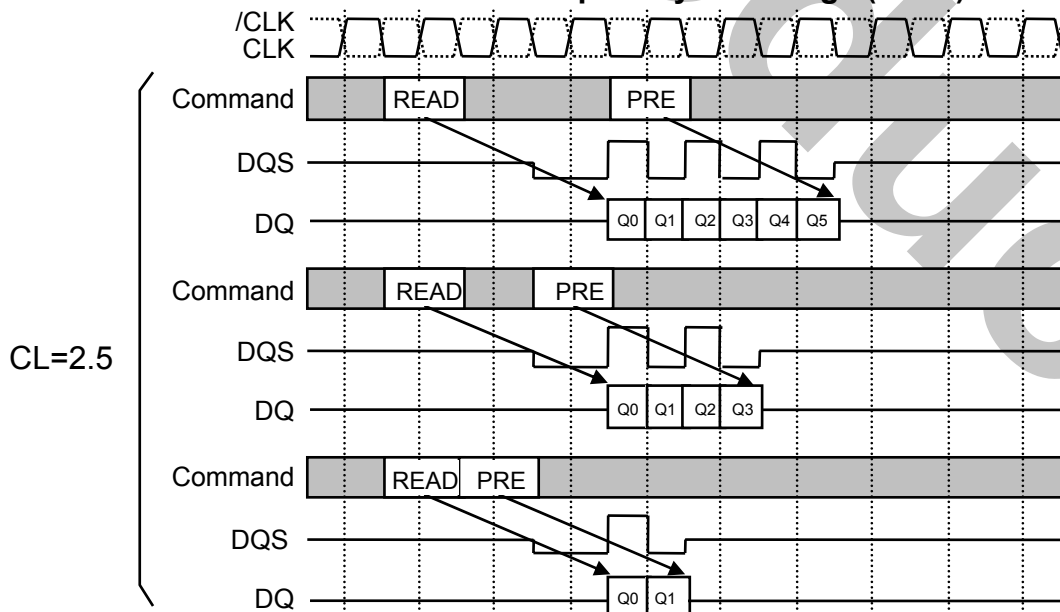 /CLK
CLK
Command READ PRE
DQS
DQ Q0 Q1 Q2 Q3 Q4 Q5
Command READ PRE
CL=2.5 DQS
DQ Q0 Q1 Q2 Q3
Command READ PRE
DQS
DQ Q0 Q1